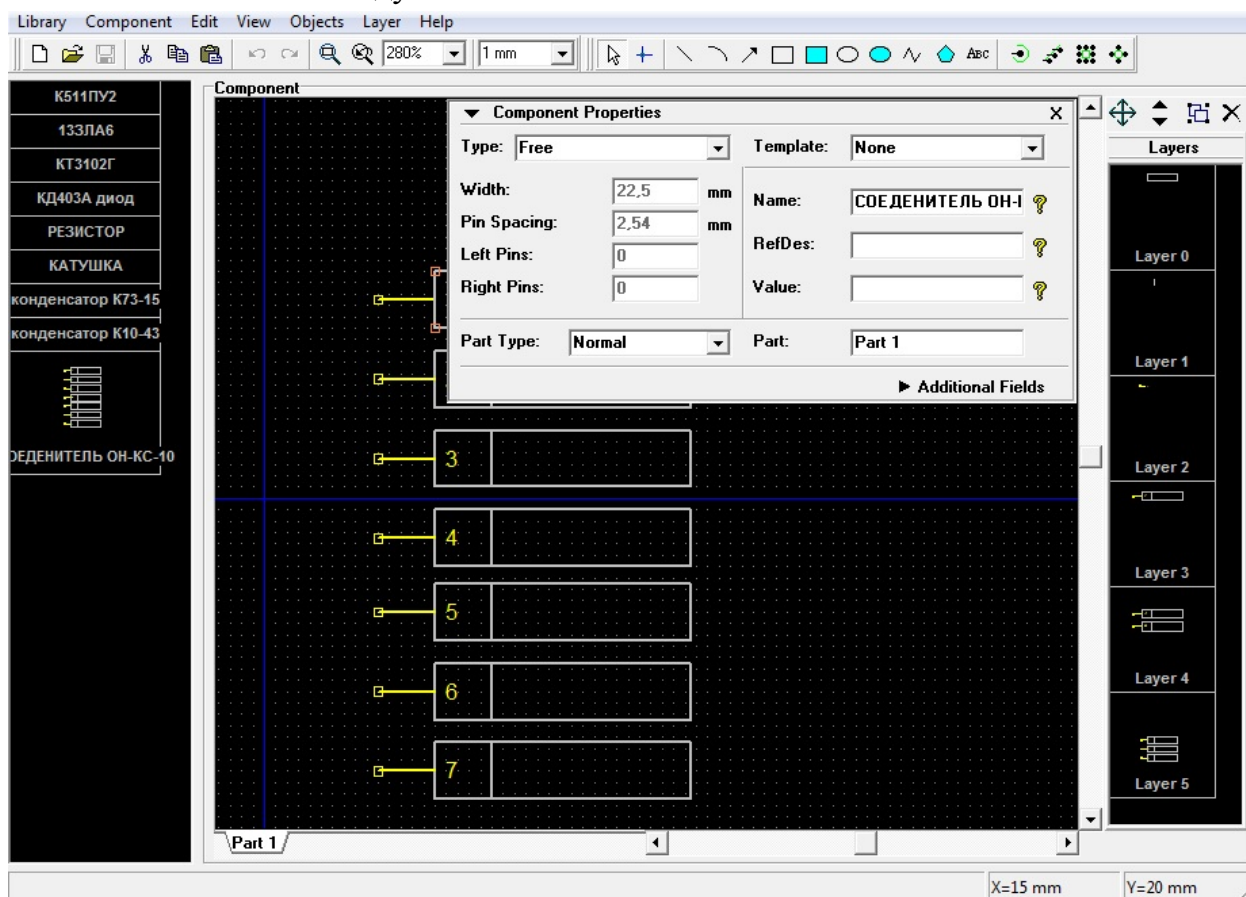 Library Component Edit View Objects Layer Help
280% 1 mm ABC
К511ПУ2
133ЛА6
КТ3102Г
КД403А диод
РЕЗИСТОР
КАТУШКА
конденсатор К73-15
конденсатор К10-43
ОЕДЕНИТЕЛЬ ОН-КС-10
Component
Component Properties X
Type: Free
Template: None
Width: 22,5 mm
Pin Spacing: 2,54 mm
Left Pins: 0
Right Pins: 0
Name: СОЕДЕНИТЕЛЬ ОН-
RefDes:
Value:
Part Type: Normal
Part: Part 1
Additional Fields
3
4
5
6
7
Part 1
Layers
Layer 0
Layer 1
Layer 2
Layer 3
Layer 4
Layer 5
X=15 mm Y=20 mm